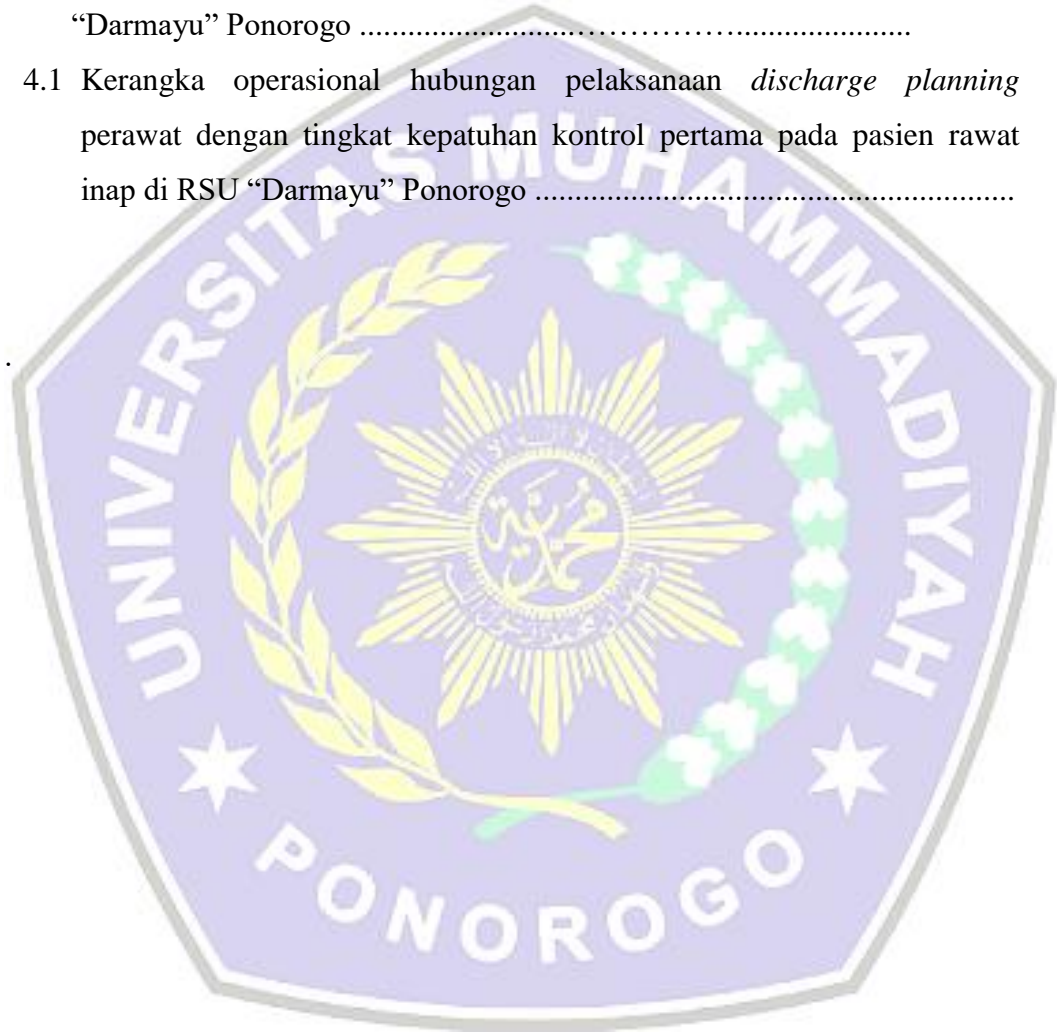 “Darmayu” Ponorogo ...........................……………......................
4.1 Kerangka operasional hubungan pelaksanaan discharge planning
perawat dengan tingkat kepatuhan kontrol pertama pada pasien rawat
inap di RSU “Darmayu” Ponorogo ...........................................................
.
UNIVERSITAS MUHAMMADIYAH
محمدية
PONOROGO